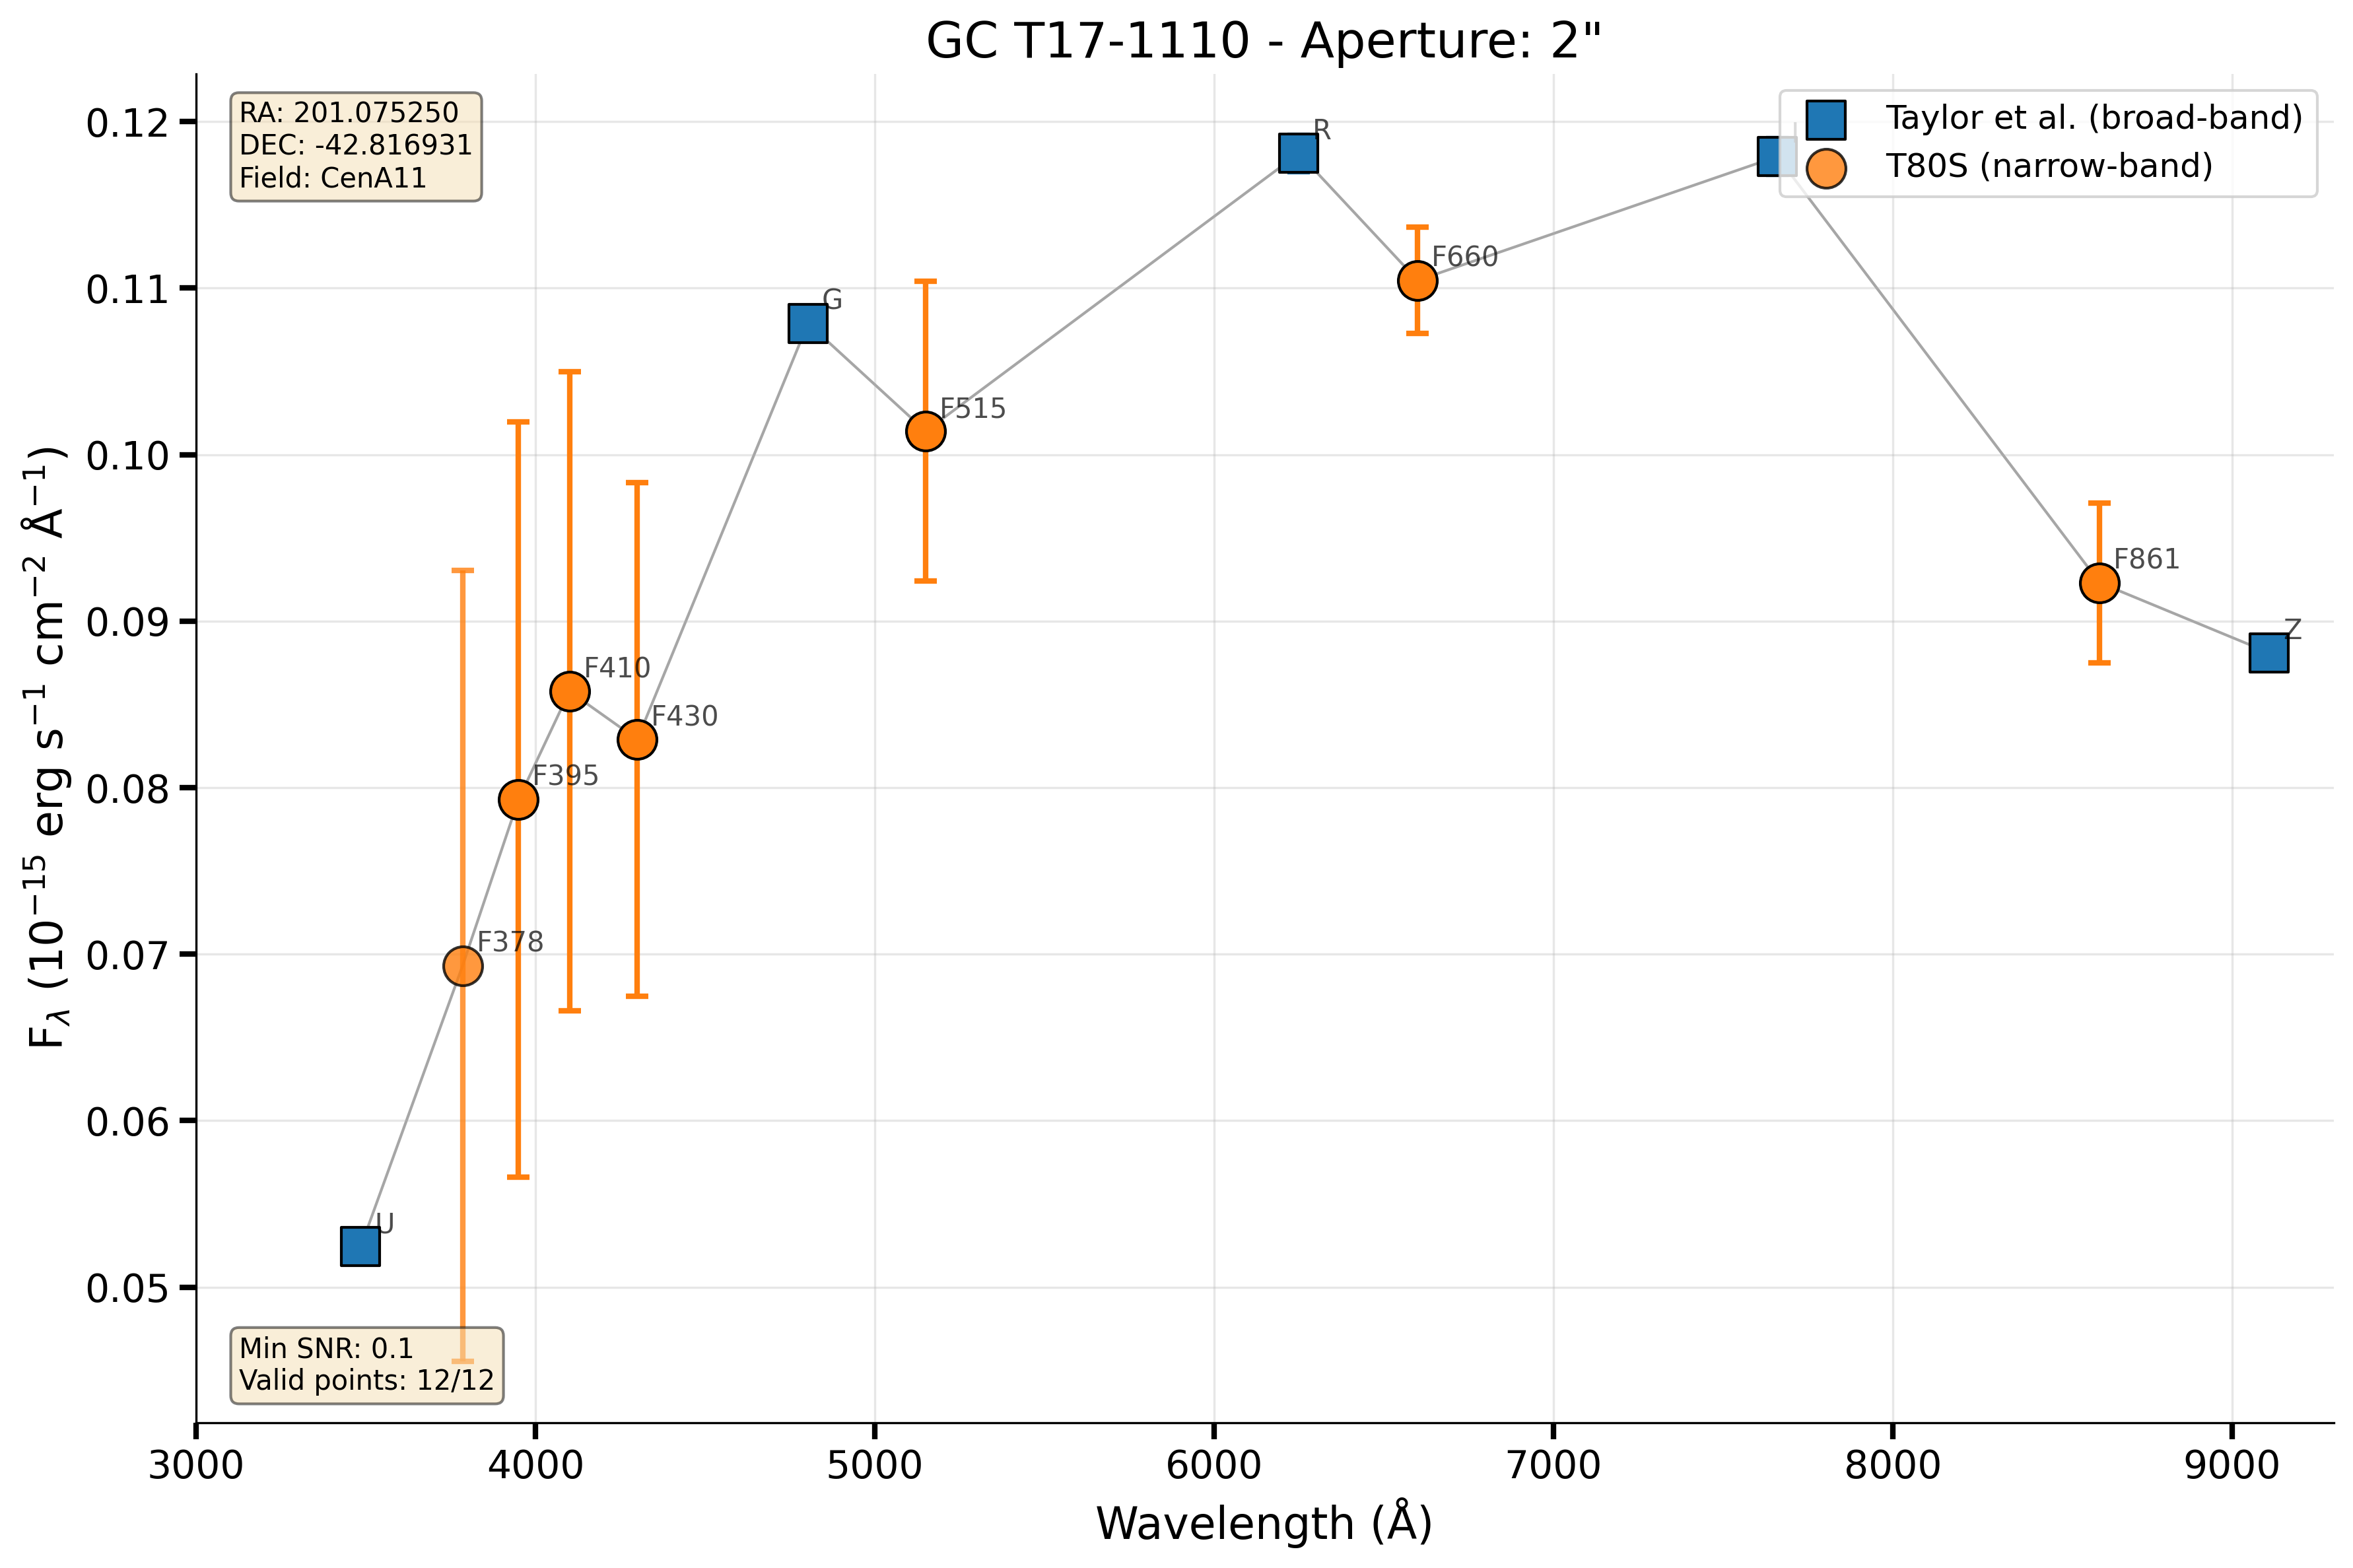 GC T17-1110 - Aperture: 2"
RA: 201.075250
DEC: -42.816931
Field: CenA11
Taylor et al. (broad-band)
T80S (narrow-band)
0.12
0.11
0.10
0.09
0.08
0.07
0.06
0.05
F_λ (10⁻¹⁵ erg s⁻¹ cm⁻² Å⁻¹)
U
F378
F395
F410
F430
G
F515
R
F660
F861
Z
Min SNR: 0.1
Valid points: 12/12
3000 4000 5000 6000 7000 8000 9000
Wavelength (Å)